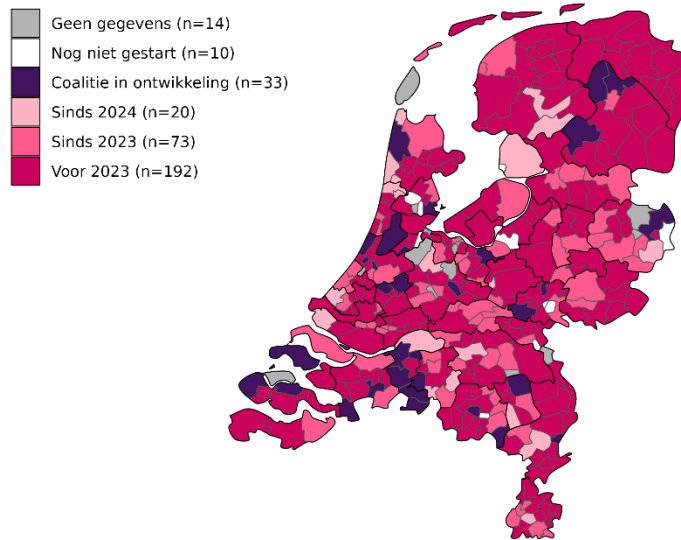 Geen gegevens (n=14)
Nog niet gestart (n=10)
Coalitie in ontwikkeling (n=33)
Sinds 2024 (n=20)
Sinds 2023 (n=73)
Voor 2023 (n=192)